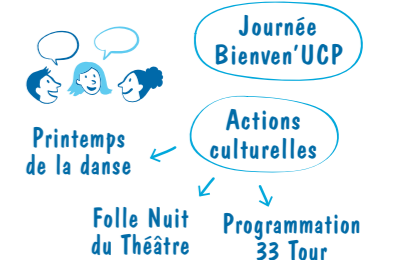 Journée
Bienven'UCP
Actions
culturelles
Printemps
de la danse
Folle Nuit
du Théâtre
Programmation
33 Tour